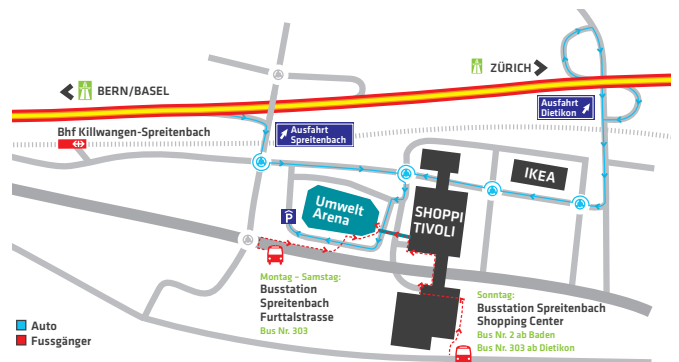 ZÜRICH
BERN/BASEL
Ausfahrt
Dietikon
Ausfahrt
Spreitenbach
Bhf Killwangen-Spreitenbach
IKEA
Umwelt
Arena
SHOPPI
TIVOLI
P
Montag – Samstag:
Busstation
Spreitenbach
Furttalstrasse
Bus Nr. 303
Sonntag:
Busstation Spreitenbach
Shopping Center
Bus Nr. 2 ab Baden
Bus Nr. 303 ab Dietikon
Auto
Fussgänger